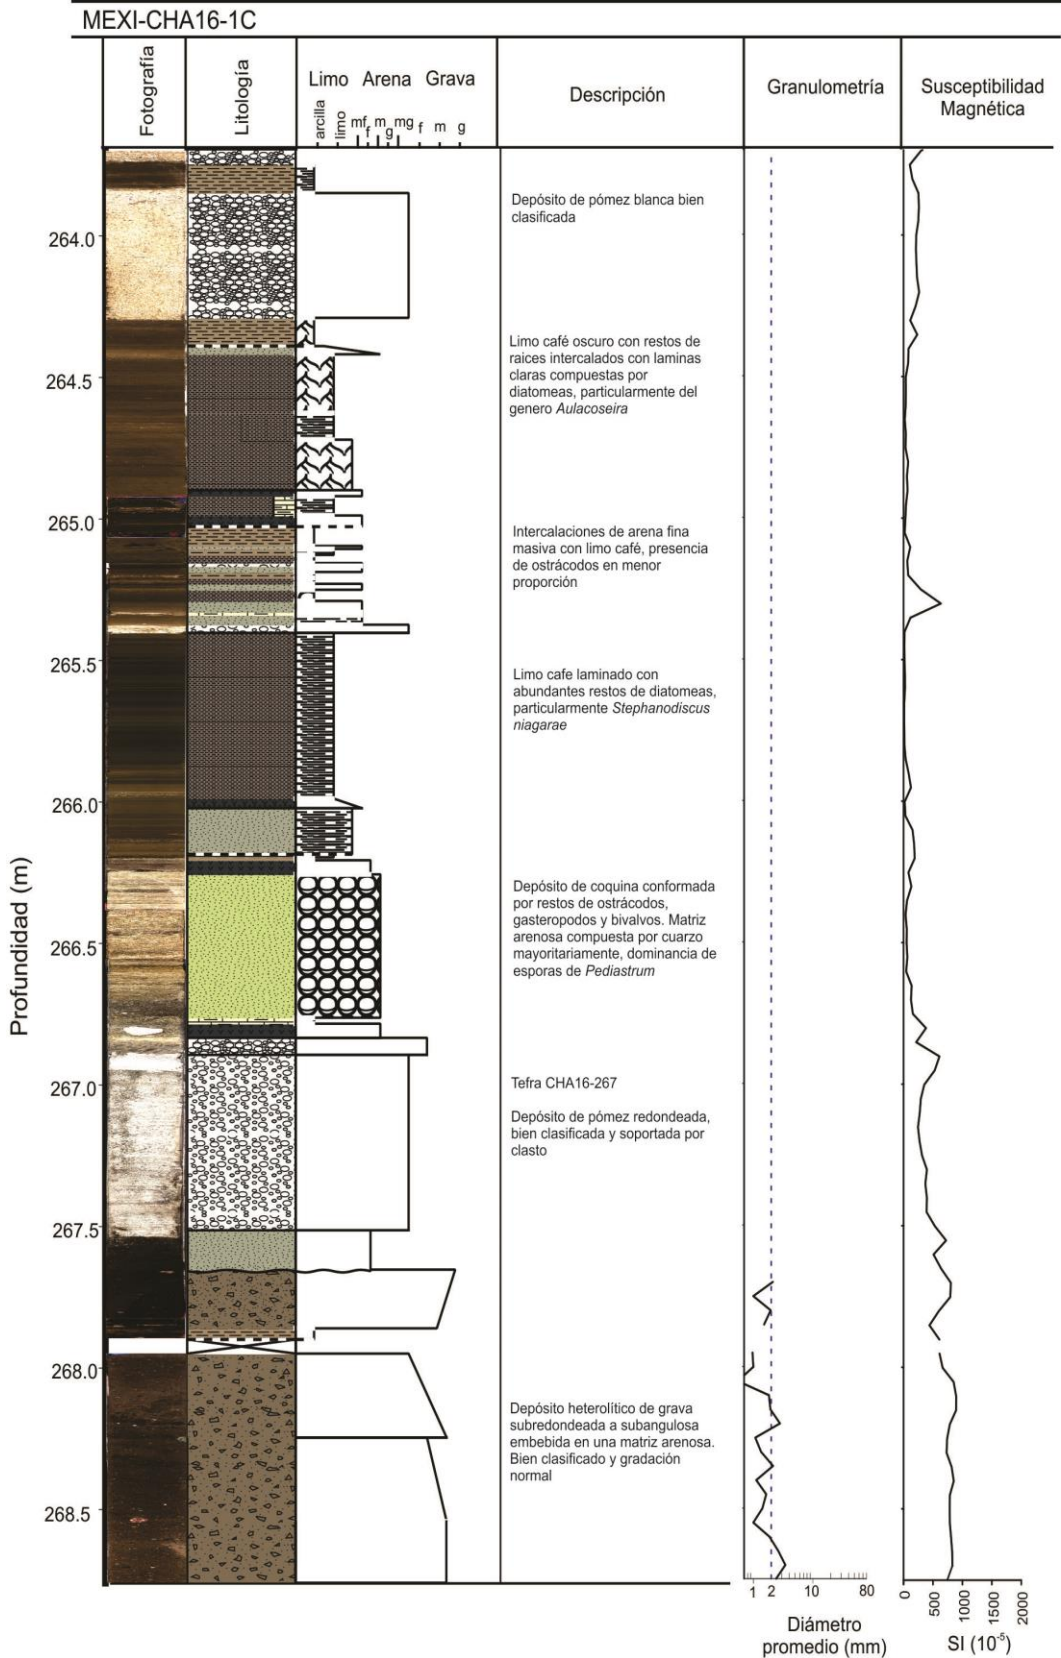 MEXI-CHA16-1C
Fotografía
Litología
Limo Arena Grava
arcilla
limo
mf f m g mg f m g
Descripción
Granulometría
Susceptibilidad
Magnética
Profundidad (m)
264.0
264.5
265.0
265.5
266.0
266.5
267.0
267.5
268.0
268.5
Depósito de pómez blanca bien
clasificada
Limo café oscuro con restos de
raices intercalados con laminas
claras compuestas por
diatomeas, particularmente del
genero Aulacoseira
Intercalaciones de arena fina
masiva con limo café, presencia
de ostrácodos en menor
proporción
Limo cafe laminado con
abundantes restos de diatomeas,
particularmente Stephanodiscus
niagarae
Depósito de coquina conformada
por restos de ostrácodos,
gasteropodos y bivalvos. Matriz
arenosa compuesta por cuarzo
mayoritariamente, dominancia de
esporas de Pediastrum
Tefra CHA16-267
Depósito de pómez redondeada,
bien clasificada y soportada por
clasto
Depósito heterolítico de grava
subredondeada a subangulosa
embebida en una matriz arenosa.
Bien clasificado y gradación
normal
1 2 10 80
Diámetro
promedio (mm)
0 500 1000 1500 2000
SI (10⁻⁵)